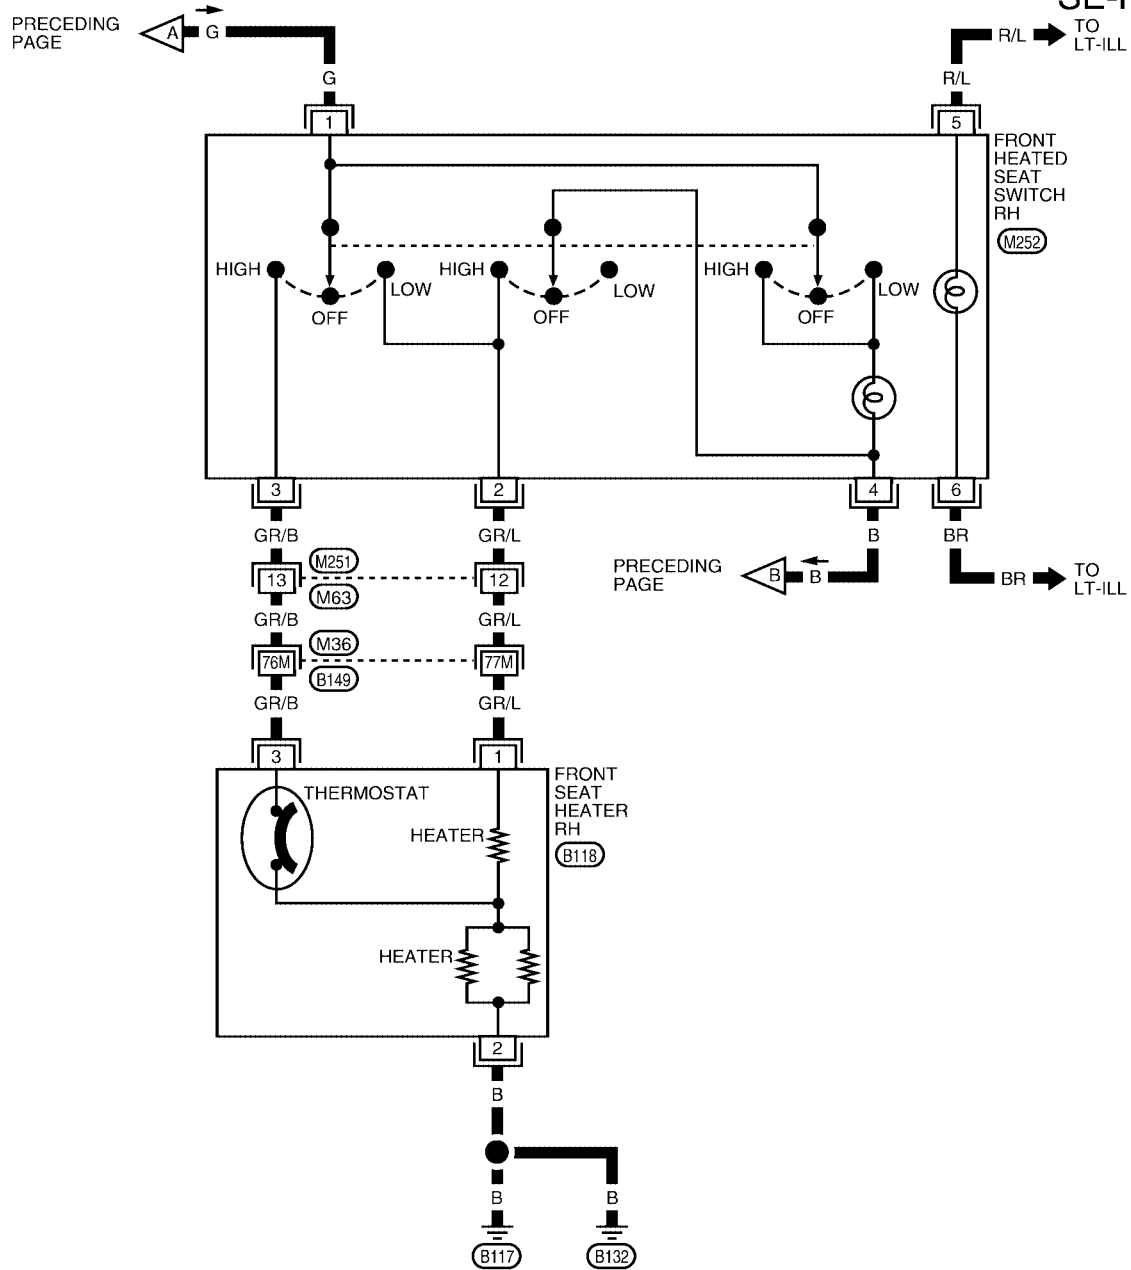 PRECEDING
PAGE
A
G
G
1
R/L
TO
LT-ILL
R/L
5
FRONT
HEATED
SEAT
SWITCH
RH
M252
HIGH
OFF
LOW
HIGH
OFF
LOW
HIGH
OFF
LOW
3
2
4
6
GR/B
GR/L
B
BR
PRECEDING
PAGE
B
B
BR
TO
LT-ILL
M251
13
12
M63
GR/B
GR/L
M36
76M
77M
B149
GR/B
GR/L
3
1
THERMOSTAT
HEATER
FRONT
SEAT
HEATER
RH
B118
HEATER
2
B
B
B
B117
B132